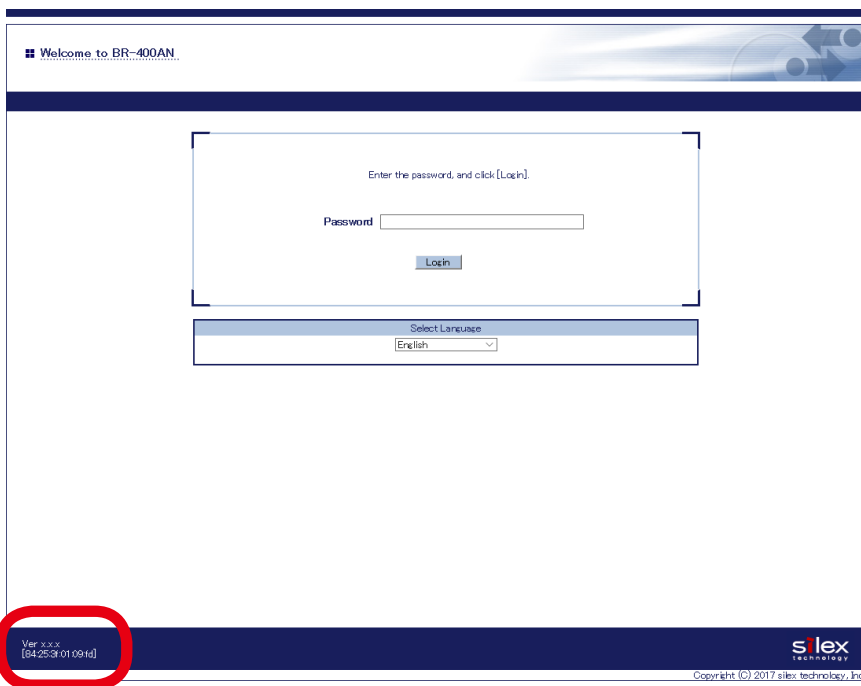 Welcome to BR-400AN
Enter the password, and click [Login].
Password
Login
Select Language
English
Ver x.x.x
[84:25:3f:01:09:fd]
silex
technology
Copyright (C) 2017 silex technology, Inc